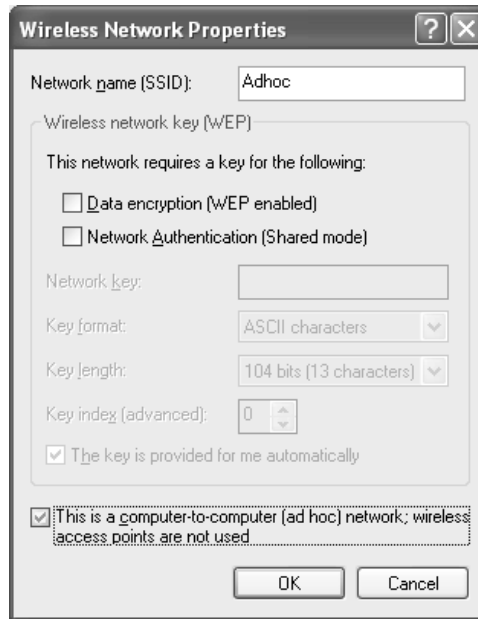 Wireless Network Properties
Network name (SSID): Adhoc
Wireless network key (WEP)
This network requires a key for the following:
Data encryption (WEP enabled)
Network Authentication (Shared mode)
Network key:
Key format: ASCII characters
Key length: 104 bits (13 characters)
Key index (advanced): 0
The key is provided for me automatically
This is a computer-to-computer (ad hoc) network; wireless
access points are not used
OK Cancel